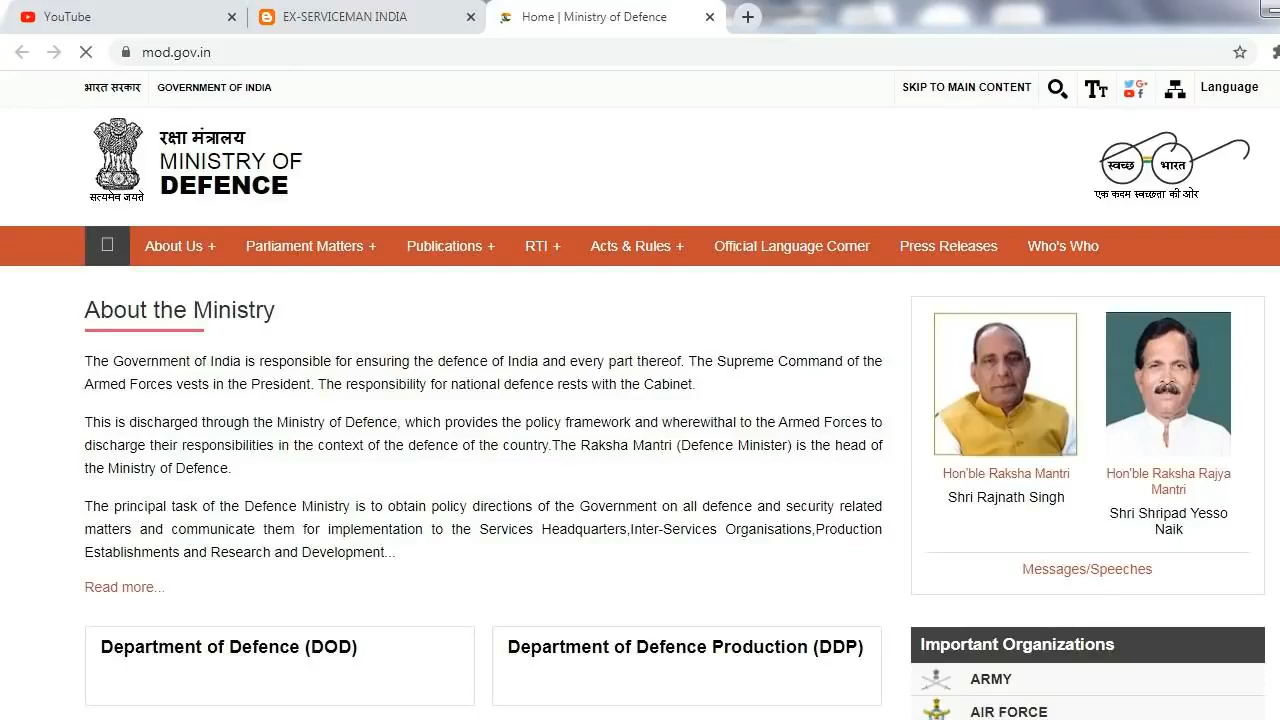 YouTube
EX-SERVICEMAN INDIA
Home | Ministry of Defence
mod.gov.in
भारत सरकार
GOVERNMENT OF INDIA
SKIP TO MAIN CONTENT
Language
सत्यमेव जयते
रक्षा मंत्रालय
MINISTRY OF
DEFENCE
स्वच्छ भारत
एक कदम स्वच्छता की ओर
About Us +
Parliament Matters +
Publications +
RTI +
Acts & Rules +
Official Language Corner
Press Releases
Who's Who
About the Ministry
The Government of India is responsible for ensuring the defence of India and every part thereof. The Supreme Command of the
Armed Forces vests in the President. The responsibility for national defence rests with the Cabinet.
This is discharged through the Ministry of Defence, which provides the policy framework and wherewithal to the Armed Forces to
discharge their responsibilities in the context of the defence of the country.The Raksha Mantri (Defence Minister) is the head of
the Ministry of Defence.
The principal task of the Defence Ministry is to obtain policy directions of the Government on all defence and security related
matters and communicate them for implementation to the Services Headquarters,Inter-Services Organisations,Production
Establishments and Research and Development...
Read more...
Hon'ble Raksha Mantri
Shri Rajnath Singh
Hon'ble Raksha Rajya
Mantri
Shri Shripad Yesso
Naik
Messages/Speeches
Department of Defence (DOD)
Department of Defence Production (DDP)
Important Organizations
ARMY
AIR FORCE